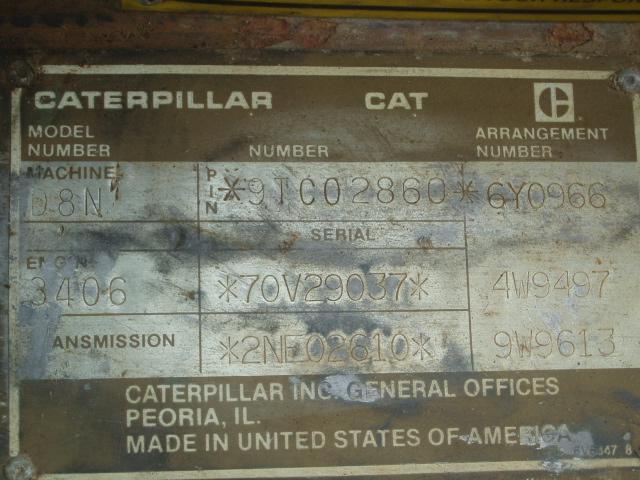 CATERPILLAR CAT C
MODEL NUMBER NUMBER ARRANGEMENT NUMBER
MACHINE D8N PIN *9TC02860* 6Y0966
SERIAL
3406 *70V29037* 4W9497
ANSMISSION 9W9613
CATERPILLAR INC. GENERAL OFFICES
PEORIA, IL.
MADE IN UNITED STATES OF AMERICA